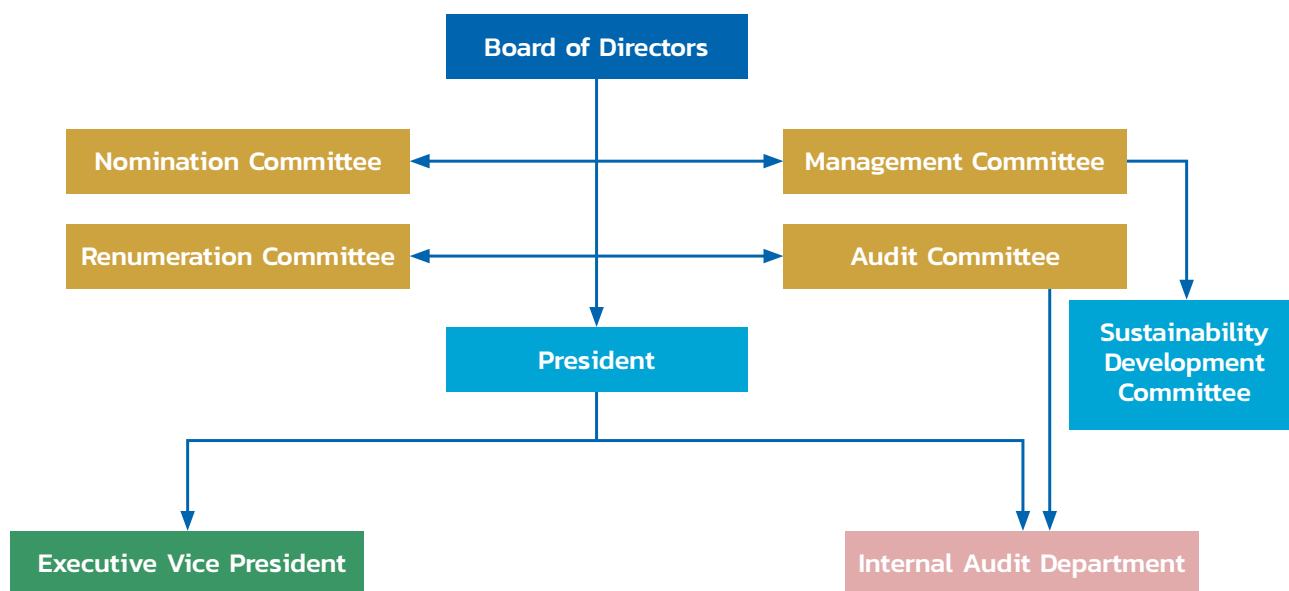 Board of Directors
Nomination Committee
Management Committee
Renumeration Committee
Audit Committee
Sustainability
Development
Committee
President
Executive Vice President
Internal Audit Department